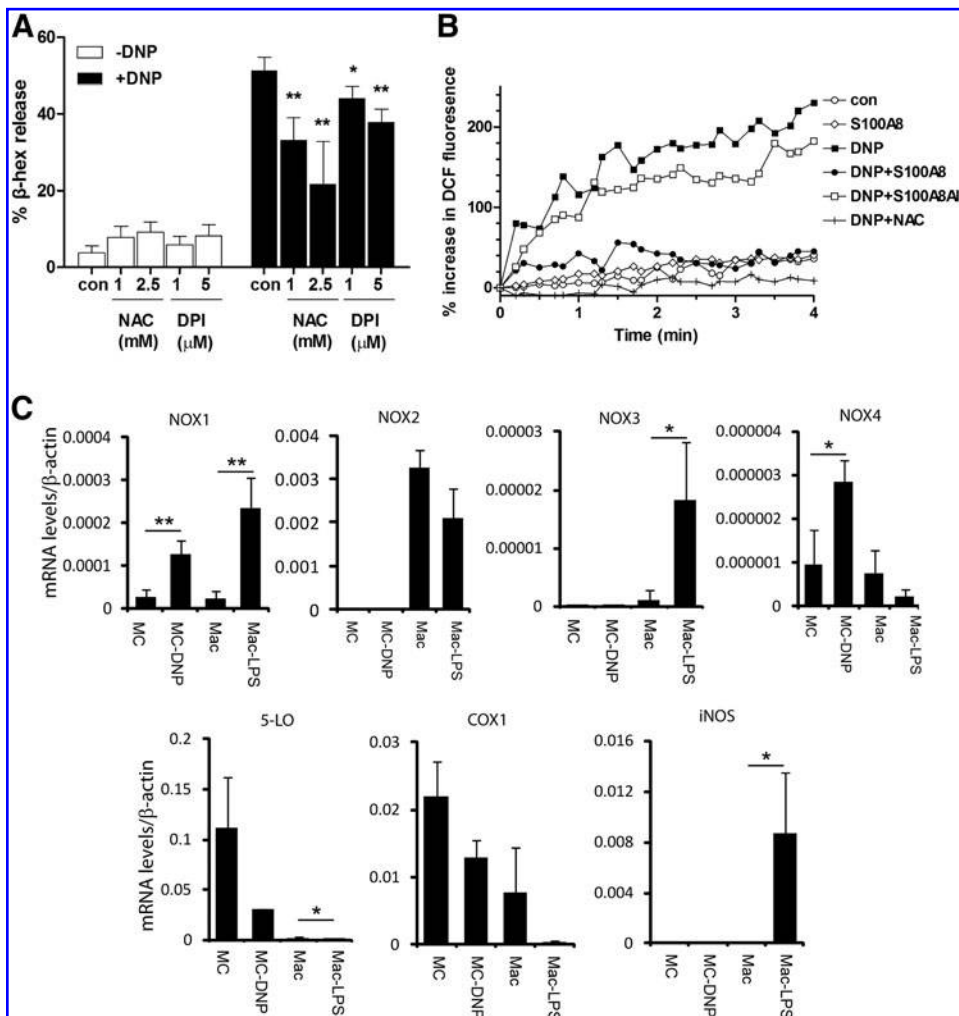 A
B
60
40
20
0
% β-hex release
-DNP
+DNP
**
**
*
**
con 1 2.5 1 5
con 1 2.5 1 5
NAC (mM)
DPI (μM)
NAC (mM)
DPI (μM)
% increase in DCF fluoresence
200
100
0
0 1 2 3 4
Time (min)
con
S100A8
DNP
DNP+S100A8
DNP+S100A8Al
DNP+NAC
C
NOX1
mRNA levels/β-actin
0.0004
0.0003
0.0002
0.0001
0
**
**
MC
MC-DNP
Mac
Mac-LPS
NOX2
0.004
0.003
0.002
0.001
0
MC
MC-DNP
Mac
Mac-LPS
NOX3
0.00003
0.00002
0.00001
0
*
MC
MC-DNP
Mac
Mac-LPS
NOX4
0.000004
0.000003
0.000002
0.000001
0
*
MC
MC-DNP
Mac
Mac-LPS
5-LO
mRNA levels/β-actin
0.2
0.15
0.1
0.05
0
*
MC
MC-DNP
Mac
Mac-LPS
COX1
0.03
0.02
0.01
0
MC
MC-DNP
Mac
Mac-LPS
iNOS
0.016
0.012
0.008
0.004
0
*
MC
MC-DNP
Mac
Mac-LPS